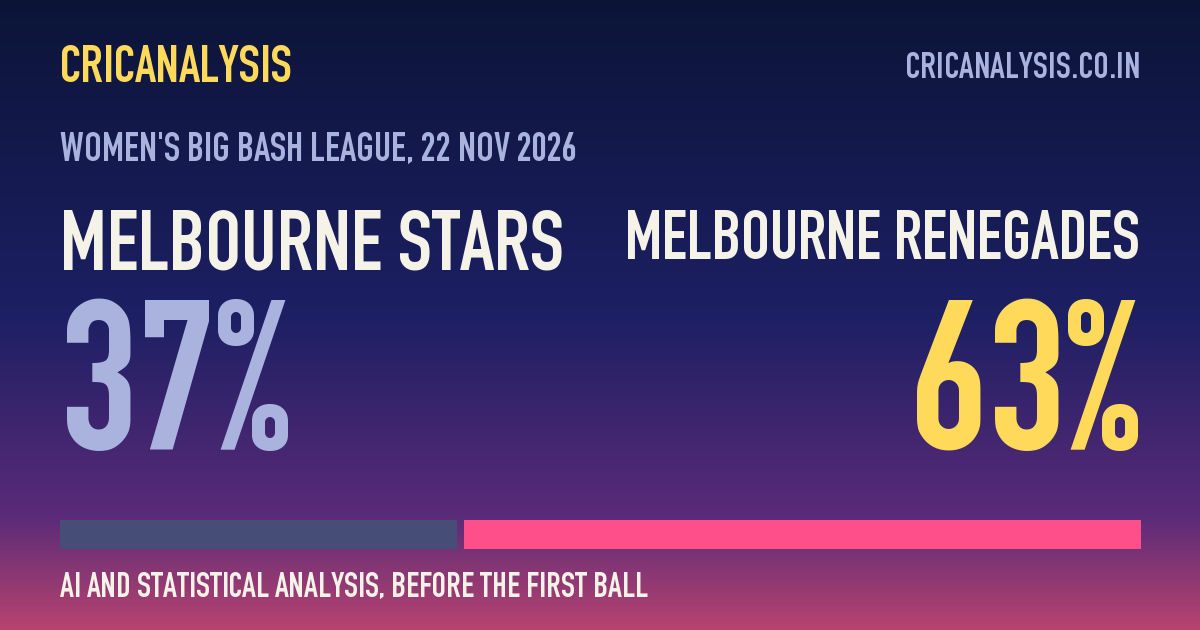 CRICANALYSIS
CRICANALYSIS.CO.IN
WOMEN'S BIG BASH LEAGUE, 22 NOV 2026
MELBOURNE STARS
MELBOURNE RENEGADES
37%
63%
AI AND STATISTICAL ANALYSIS, BEFORE THE FIRST BALL